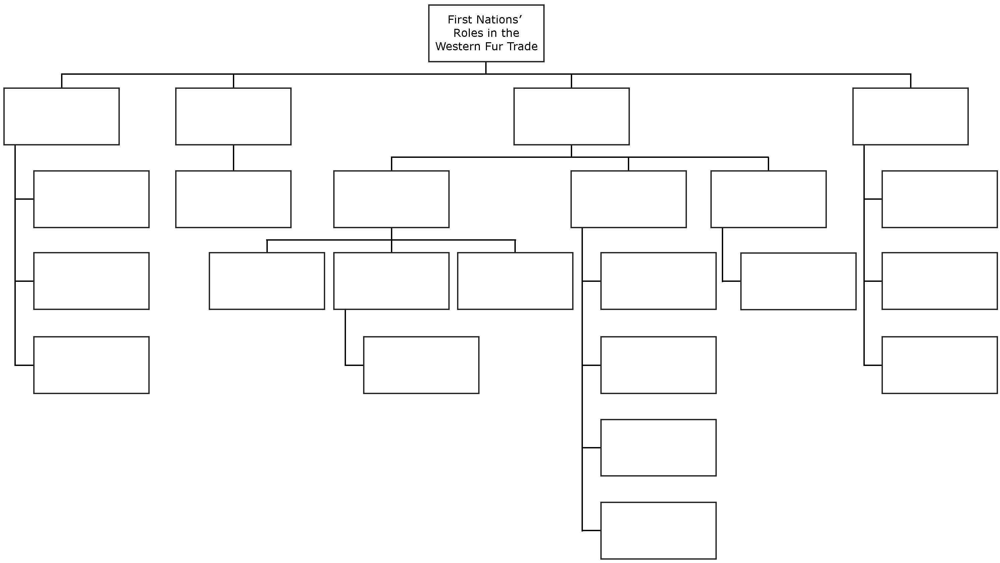 First Nations’
Roles in the
Western Fur Trade